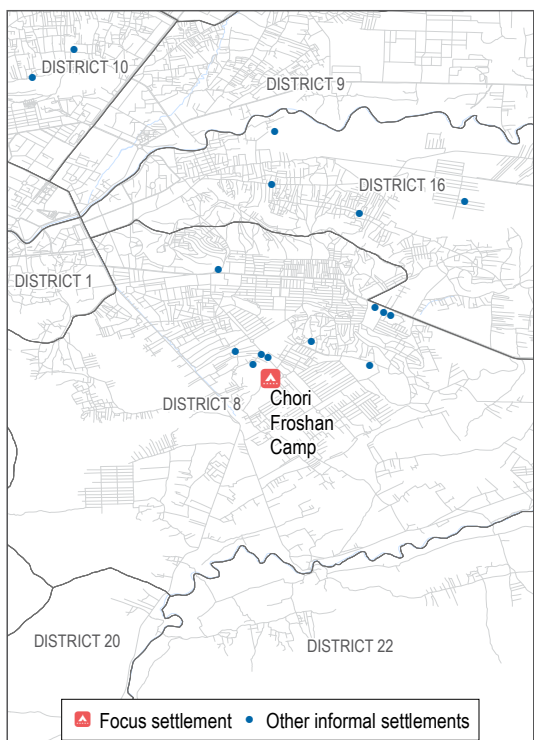 DISTRICT 10
DISTRICT 9
DISTRICT 16
DISTRICT 1
DISTRICT 8
Chori
Froshan
Camp
DISTRICT 20
DISTRICT 22
Focus settlement
Other informal settlements